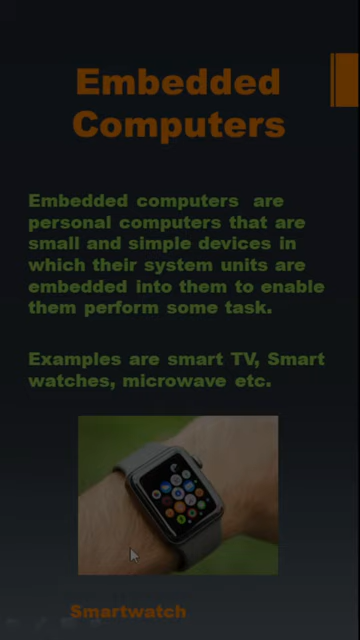 Embedded
Computers
Embedded computers are
personal computers that are
small and simple devices in
which their system units are
embedded into them to enable
them perform some task.
Examples are smart TV, Smart
watches, microwave etc.
Smartwatch